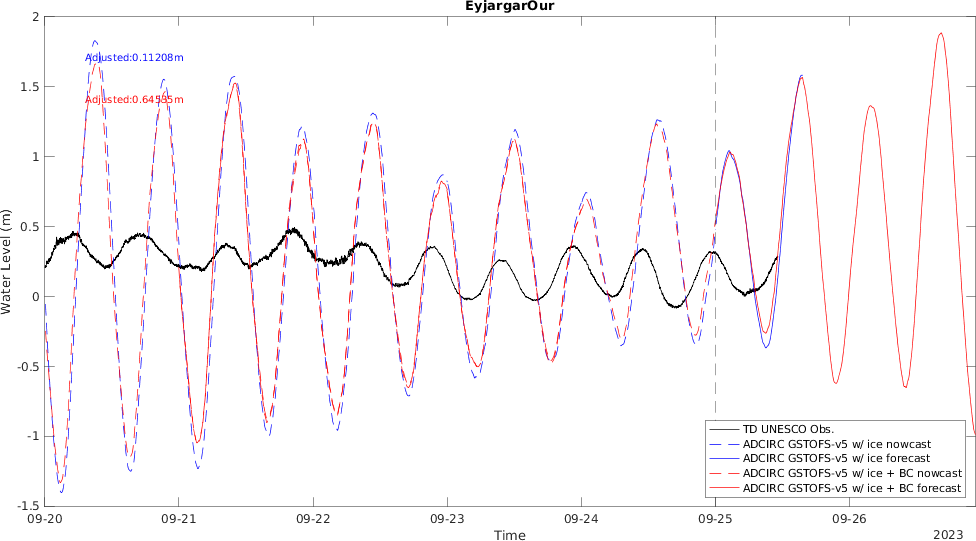 EyjargarOur
2
1.5
1
0.5
0
-0.5
-1
-1.5
Water Level (m)
Adjusted:0.11208m
Adjusted:0.64535m
TD UNESCO Obs.
ADCIRC GSTOFS-v5 w/ ice nowcast
ADCIRC GSTOFS-v5 w/ ice forecast
ADCIRC GSTOFS-v5 w/ ice + BC nowcast
ADCIRC GSTOFS-v5 w/ ice + BC forecast
09-20 09-21 09-22 09-23 09-24 09-25 09-26
Time
2023